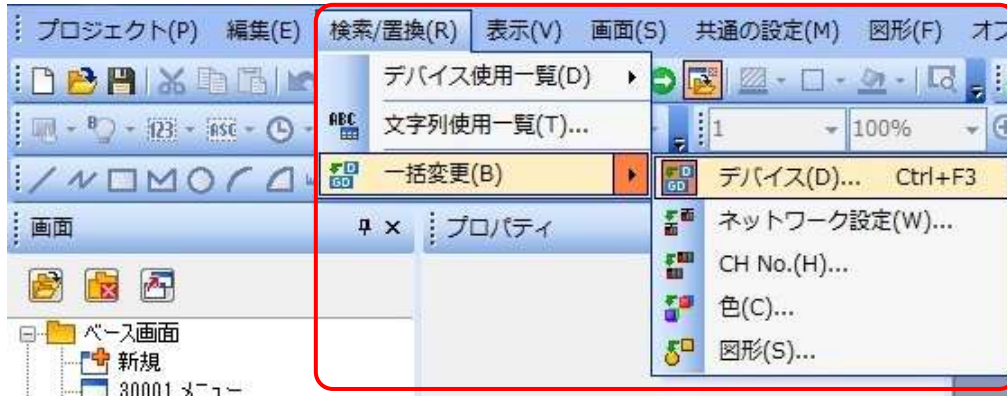 プロジェクト(P) 編集(E) 検索/置換(R) 表示(V) 画面(S) 共通の設定(M) 図形(F) オブ
デバイス使用一覧(D)
文字列使用一覧(T)...
1 100%
一括変更(B)
デバイス(D)... Ctrl+F3
ネットワーク設定(W)...
CH No.(H)...
色(C)...
図形(S)...
画面
プロパティ
ベース画面
新規
30001 メニュー